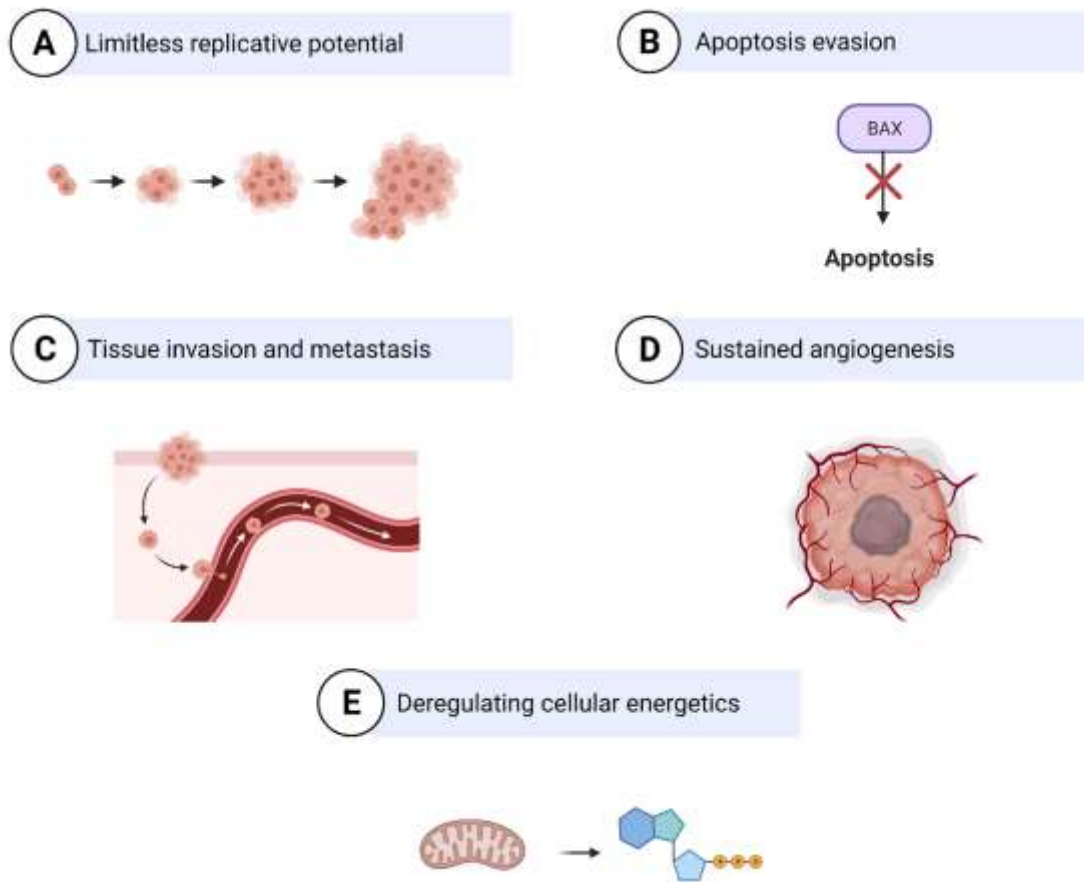 A
Limitless replicative potential
B
Apoptosis evasion
BAX
Apoptosis
C
Tissue invasion and metastasis
D
Sustained angiogenesis
E
Deregulating cellular energetics